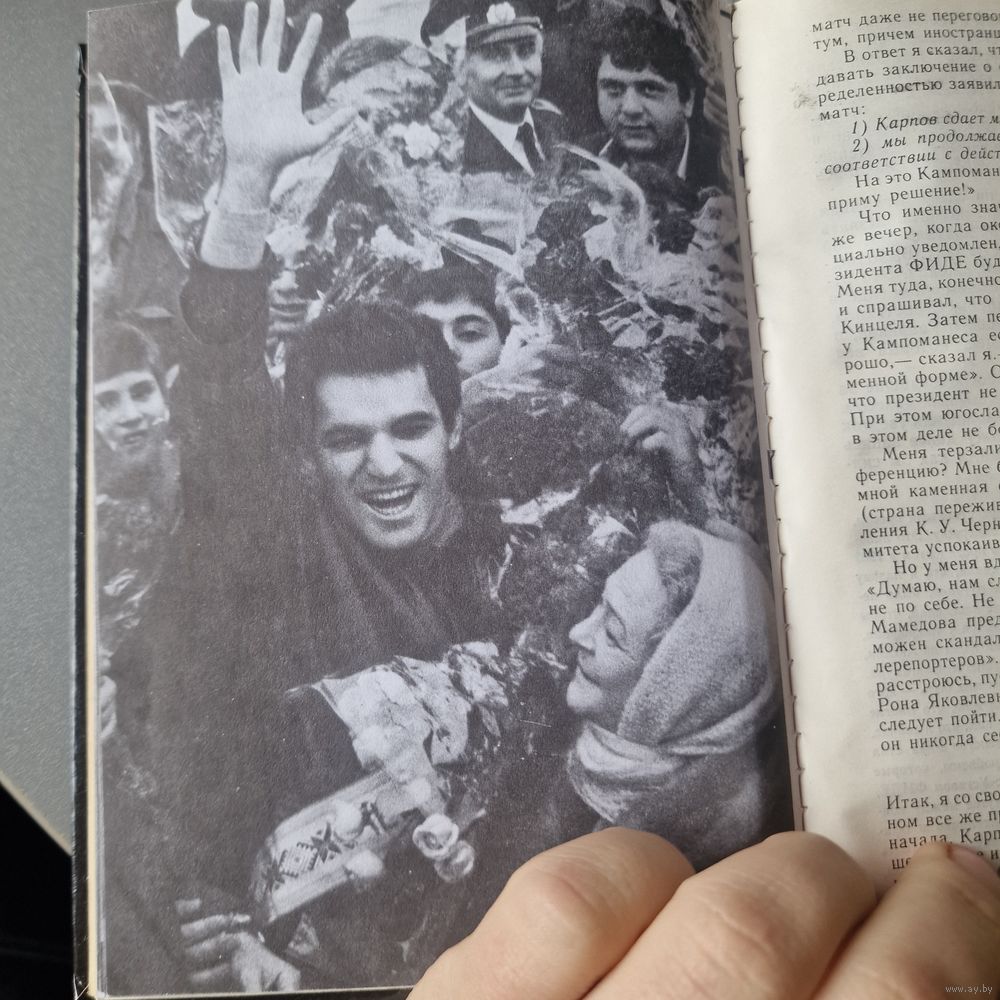 матч даже не перегово
тум, причем иностранц
В ответ я сказал, чт
давать заключение о
ределенностью заявил
матч:
1) Карпов сдает м
2) мы продолжае
соответствии с дейст
На это Кампоман
приму решение!»
Что именно знач
же вечер, когда око
циально уведомлен,
зидента ФИДЕ буд
Меня туда, конечно
и спрашивал, что
Кинцеля. Затем пе
у Кампоманеса ес
рошо,— сказал я.
менной форме». С
что президент не
При этом югосла
в этом деле не бо
Меня терзали
ференцию? Мне б
мной каменная с
(страна пережив
ления К. У. Черн
митета успокаив
Но у меня вд
«Думаю, нам сл
не по себе. Не
Мамедова пред
можен скандал
лерепортеров».
расстроюсь, пу
Рона Яковлевн
следует пойти.
он никогда себ
Итак, я со сво
ном все же пр
начала. Карп
www.ay.by